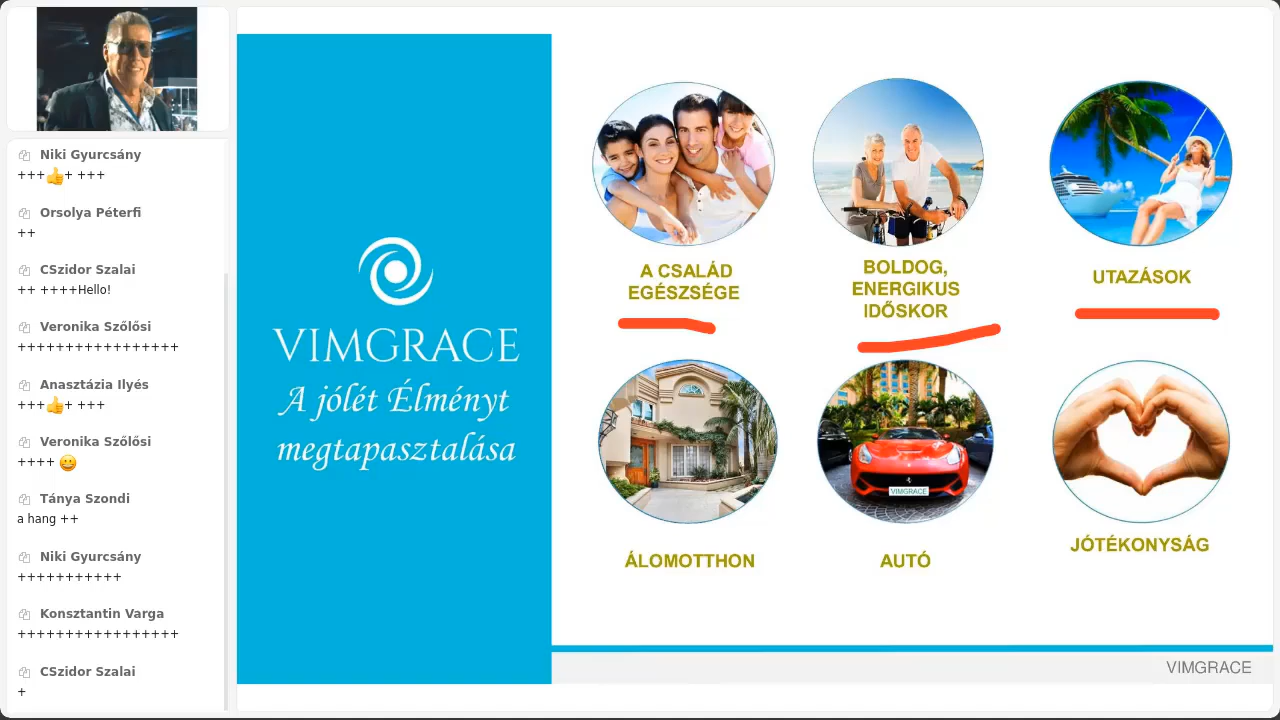 Niki Gyurcsány
+++👍+ +++
Orsolya Péterfi
++
CSzidor Szalai
++ ++++Hello!
Veronika Szőlősi
+++++++++++++++++
Anasztázia Ilyés
+++👍+ +++
Veronika Szőlősi
++++ 😀
Tánya Szondi
a hang ++
Niki Gyurcsány
+++++++++++
Konsztantin Varga
+++++++++++++++++
CSzidor Szalai
+
VIMGRACE
A jólét Élményt
megtapasztalása
A CSALÁD
EGÉSZSÉGE
BOLDOG,
ENERGIKUS
IDŐSKOR
UTAZÁSOK
ÁLOMOTTHON
VIMGRACE
AUTÓ
JÓTÉKONYSÁG
VIMGRACE